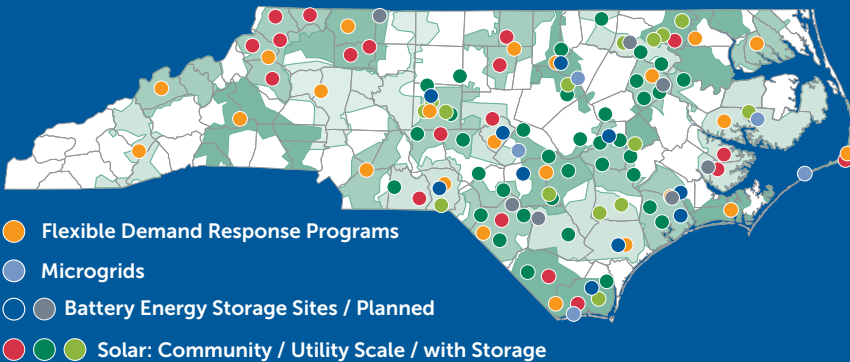 Flexible Demand Response Programs
Microgrids
Battery Energy Storage Sites / Planned
Solar: Community / Utility Scale / with Storage